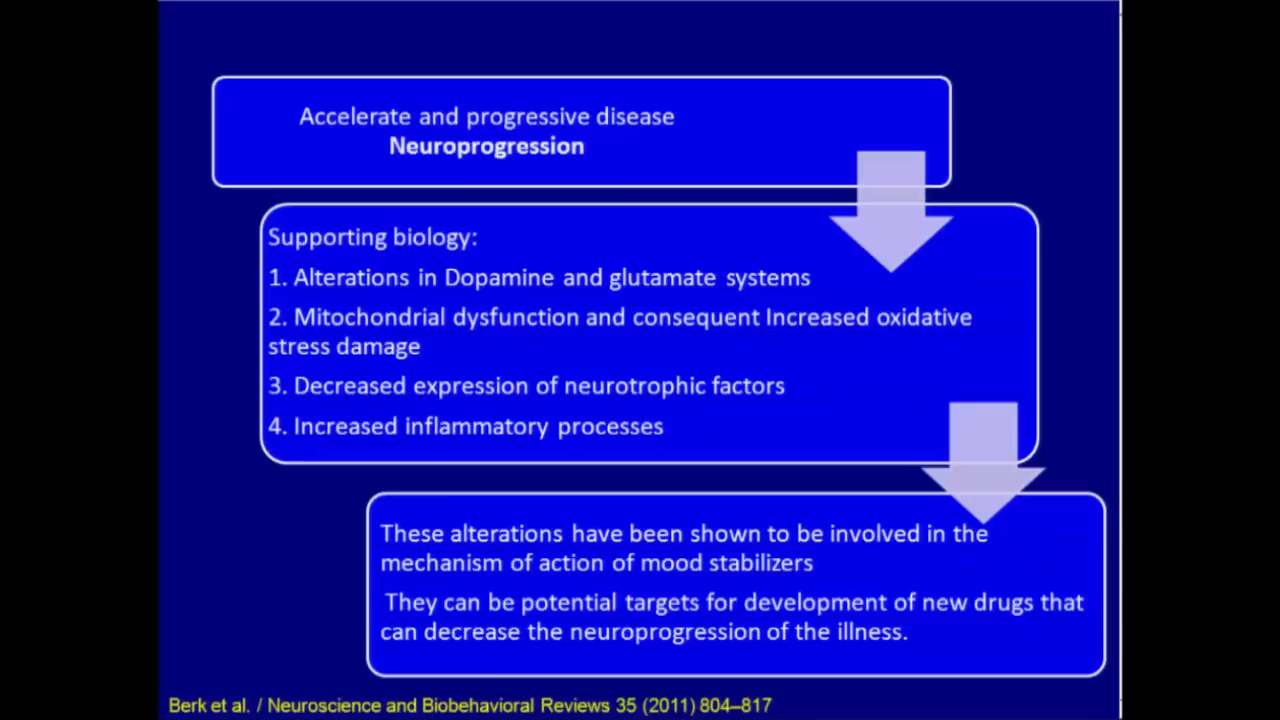 Accelerate and progressive disease
Neuroprogression
Supporting biology:
1. Alterations in Dopamine and glutamate systems
2. Mitochondrial dysfunction and consequent Increased oxidative
stress damage
3. Decreased expression of neurotrophic factors
4. Increased inflammatory processes
These alterations have been shown to be involved in the
mechanism of action of mood stabilizers
They can be potential targets for development of new drugs that
can decrease the neuroprogression of the illness.
Berk et al. / Neuroscience and Biobehavioral Reviews 35 (2011) 804–817